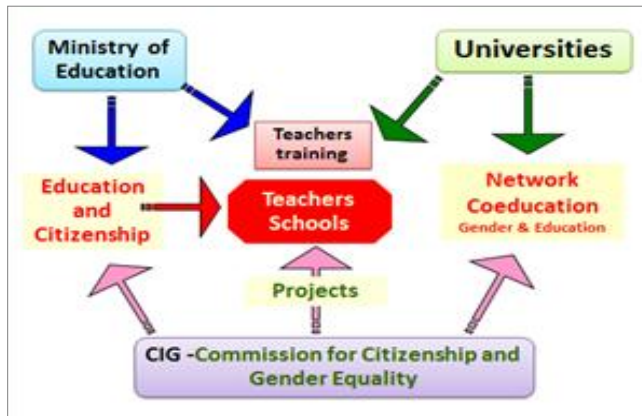 Ministry of
Education
Universities
Teachers
training
Education
and
Citizenship
Teachers
Schools
Network
Coeducation
Gender & Education
Projects
CIG -Commission for Citizenship and
Gender Equality